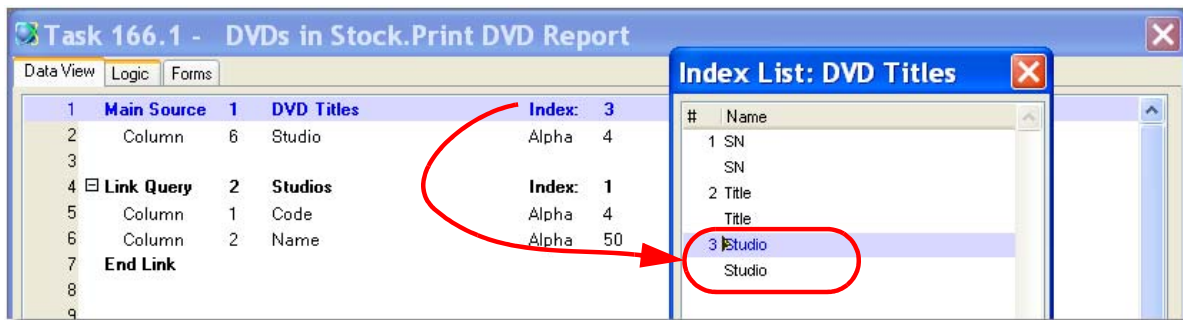 Task 166.1 - DVDs in Stock.Print DVD Report
Data View Logic Forms
1 Main Source 1 DVD Titles Index: 3
2 Column 6 Studio Alpha 4
3
4 Link Query 2 Studios Index: 1
5 Column 1 Code Alpha 4
6 Column 2 Name Alpha 50
7 End Link
8
9
Index List: DVD Titles
# Name
1 SN
SN
2 Title
Title
3 Studio
Studio